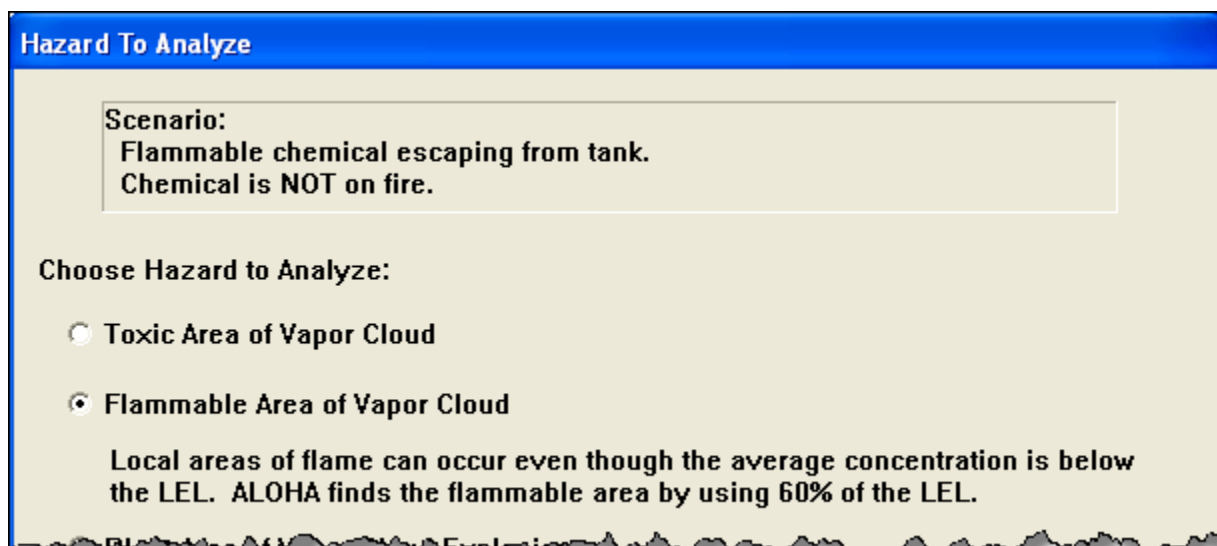 Hazard To Analyze
Scenario:
Flammable chemical escaping from tank.
Chemical is NOT on fire.
Choose Hazard to Analyze:
Toxic Area of Vapor Cloud
Flammable Area of Vapor Cloud
Local areas of flame can occur even though the average concentration is below
the LEL. ALOHA finds the flammable area by using 60% of the LEL.